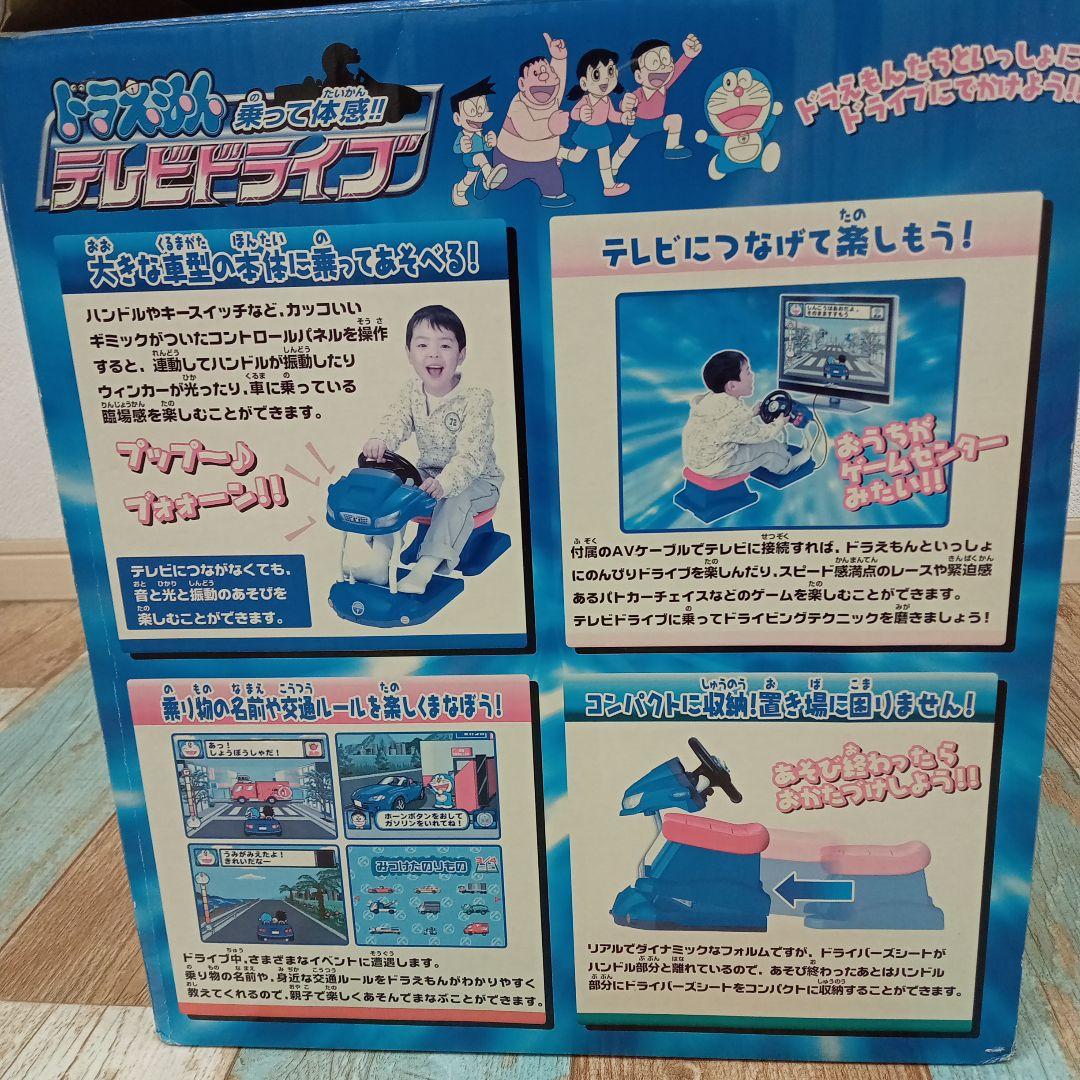 ドラえもん 乗って体感!!
テレビドライブ
ドラえもんたちといっしょに
ドライブにでかけよう!!
大きな車型の本体に乗ってあそべる!
ハンドルやキースイッチなど、カッコいい
ギミックがついたコントロールパネルを操作
すると、連動してハンドルが振動したり
ウィンカーが光ったり、車に乗っている
臨場感を楽しむことができます。
プップー♪
ブォォーン!!
テレビにつながなくても、
音と光と振動のあそびを
楽しむことができます。
テレビにつなげて楽しもう!
しんごうはあおだよ。
そのまますすもう
おうちが
ゲームセンター
みたい!!
付属のAVケーブルでテレビに接続すれば、ドラえもんといっしょ
にのんびりドライブを楽しんだり、スピード感満点のレースや緊迫感
あるパトカーチェイスなどのゲームを楽しむことができます。
テレビドライブに乗ってドライビングテクニックを磨きましょう!
乗り物の名前や交通ルールを楽しくまなぼう!
あっ!
しょうぼうしゃだ!
ホーンボタンをおして
ガソリンをいれてね!
うみがみえたよ!
きれいだなー
みつけたのりもの
ドライブ中、さまざまなイベントに遭遇します。
乗り物の名前や、身近な交通ルールをドラえもんがわかりやすく
教えてくれるので、親子で楽しくあそんでまなぶことができます。
コンパクトに収納!置き場に困りません!
あそび終わったら
おかたづけしよう!!
リアルでダイナミックなフォルムですが、ドライバーズシートが
ハンドル部分と離れているので、あそび終わったあとはハンドル
部分にドライバーズシートをコンパクトに収納することができます。